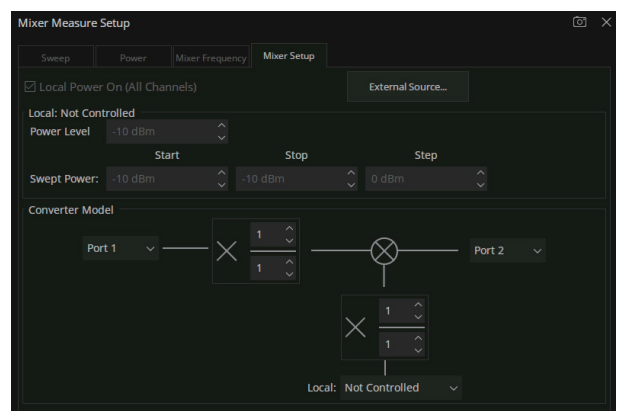 Mixer Measure Setup
Sweep Power Mixer Frequency Mixer Setup
Local Power On (All Channels) External Source...
Local: Not Controlled
Power Level -10 dBm
Start Stop Step
Swept Power: -10 dBm -10 dBm 0 dBm
Converter Model
1
Port 1 Port 2
1
1
1
Local: Not Controlled